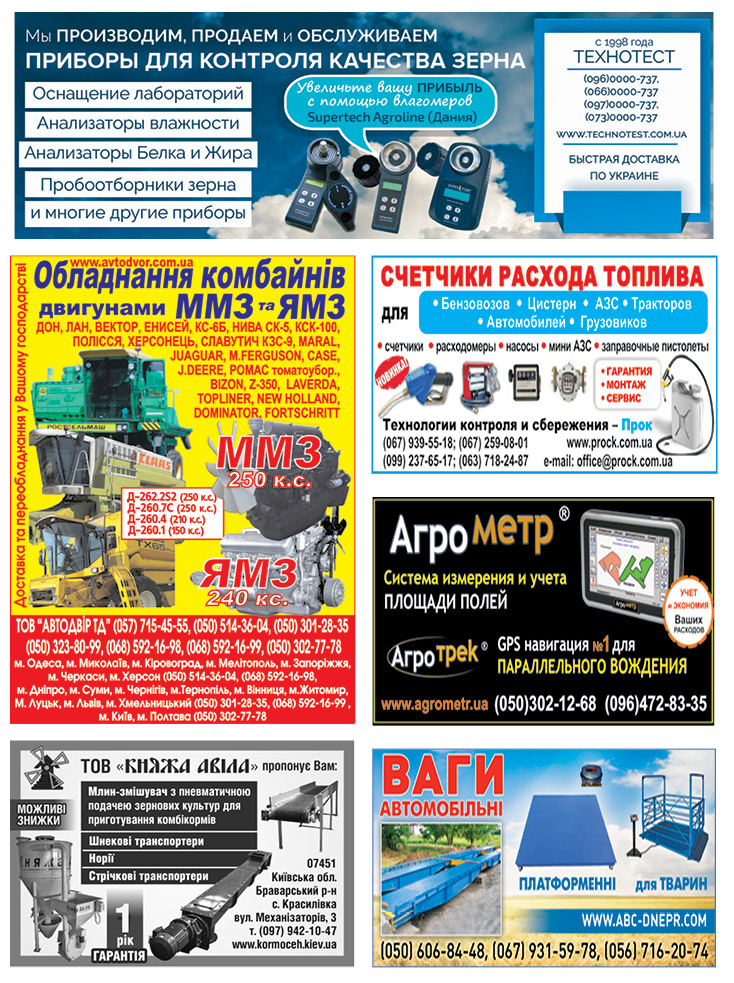 Мы ПРОИЗВОДИМ, ПРОДАЕМ и ОБСЛУЖИВАЕМ
ПРИБОРЫ ДЛЯ КОНТРОЛЯ КАЧЕСТВА ЗЕРНА
Оснащение лабораторий
Анализаторы влажности
Анализаторы Белка и Жира
Пробоотборники зерна
и многие другие приборы
Увеличьте вашу ПРИБЫЛЬ
с помощью влагомеров
Supertech Agroline (Дания)
с 1998 года
ТЕХНОТЕСТ
(096)0000-737,
(066)0000-737,
(097)0000-737,
(073)0000-737
WWW.TECHNOTEST.COM.UA
БЫСТРАЯ ДОСТАВКА
ПО УКРАИНЕ
Доставка та переобладнання у Вашому господарстві
www.avtodvor.com.ua
Обладнання комбайнів
двигунами ММЗ та ЯМЗ
ДОН, ЛАН, ВЕКТОР, ЕНИСЕЙ, КС-6Б, НИВА СК-5, КСК-100,
ПОЛІССЯ, ХЕРСОНЕЦЬ, СЛАВУТИЧ КЗС-9, MARAL,
JUAGUAR, M.FERGUSON, CASE,
J.DEERE, РОМАС томатоубор.,
BIZON, Z-350, LAVERDA,
TOPLINER, NEW HOLLAND,
DOMINATOR, FORTSCHRITT
РОСТСЕЛЬМАШ
CLAAS
TX65
ММЗ
250 к.с.
Д-262.2S2 (250 к.с.)
Д-260.7С (250 к.с.)
Д-260.4 (210 к.с.)
Д-260.1 (150 к.с.)
ЯМЗ
240 кс.
ТОВ "АВТОДВІР ТД" (057) 715-45-55, (050) 514-36-04, (050) 301-28-35
(050) 323-80-99, (068) 592-16-98, (068) 592-16-99, (050) 302-77-78
м. Одеса, м. Миколаїв, м. Кіровоград, м. Мелітополь, м. Запоріжжя,
м. Черкаси, м. Херсон (050) 514-36-04, (068) 592-16-98,
м. Дніпро, м. Суми, м. Чернігів, м.Тернопіль, м. Вінниця, м.Житомир,
М. Луцьк, м. Львів, м. Хмельницький (050) 301-28-35, (068) 592-16-99 ,
м. Київ, м. Полтава (050) 302-77-78
СЧЕТЧИКИ РАСХОДА ТОПЛИВА
для
• Бензовозов • Цистерн • АЗС • Тракторов
• Автомобилей • Грузовиков
• счетчики • расходомеры • насосы • мини АЗС • заправочные пистолеты
НОВИНКА!
• ГАРАНТИЯ
• МОНТАЖ
• СЕРВИС
Технологии контроля и сбережения – Прок
(067) 939-55-18; (067) 259-08-01 www.prock.com.ua
(099) 237-65-17; (063) 718-24-87 e-mail: office@prock.com.ua
Агрометр ®
Система измерения и учета
ПЛОЩАДИ ПОЛЕЙ
Агрометр
УЧЕТ
и ЭКОНОМИЯ
Ваших
РАСХОДОВ
АгроТрек ®
GPS навигация №1 для
ПАРАЛЛЕЛЬНОГО ВОЖДЕНИЯ
www.agrometr.ua (050)302-12-68 (096)472-83-35
ТОВ «КНЯЖА АВІЛА» пропонує Вам:
МОЖЛИВІ
ЗНИЖКИ
Млин-змішувач з пневматичною
подачею зернових культур для
приготування комбікормів
Шнекові транспортери
Норії
Стрічкові транспортери
1
рік
ГАРАНТІЯ
07451
Київська обл.
Браварський р-н
с. Красилівка
вул. Механізаторів, 3
т. (097) 942-10-47
www.kormoceh.kiev.ua
ВАГИ
АВТОМОБІЛЬНІ
ПЛАТФОРМЕННІ
для ТВАРИН
WWW.ABC-DNEPR.COM
(050) 606-84-48, (067) 931-59-78, (056) 716-20-74